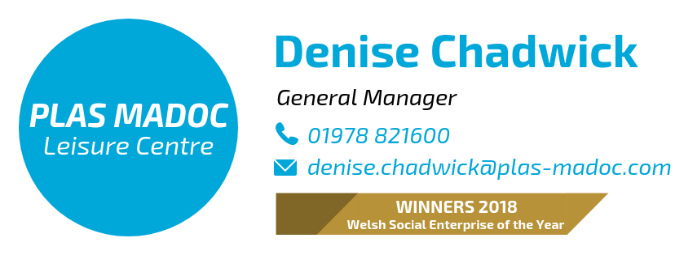 PLAS MADOC
Leisure Centre
Denise Chadwick
General Manager
01978 821600
denise.chadwick@plas-madoc.com
WINNERS 2018
Welsh Social Enterprise of the Year